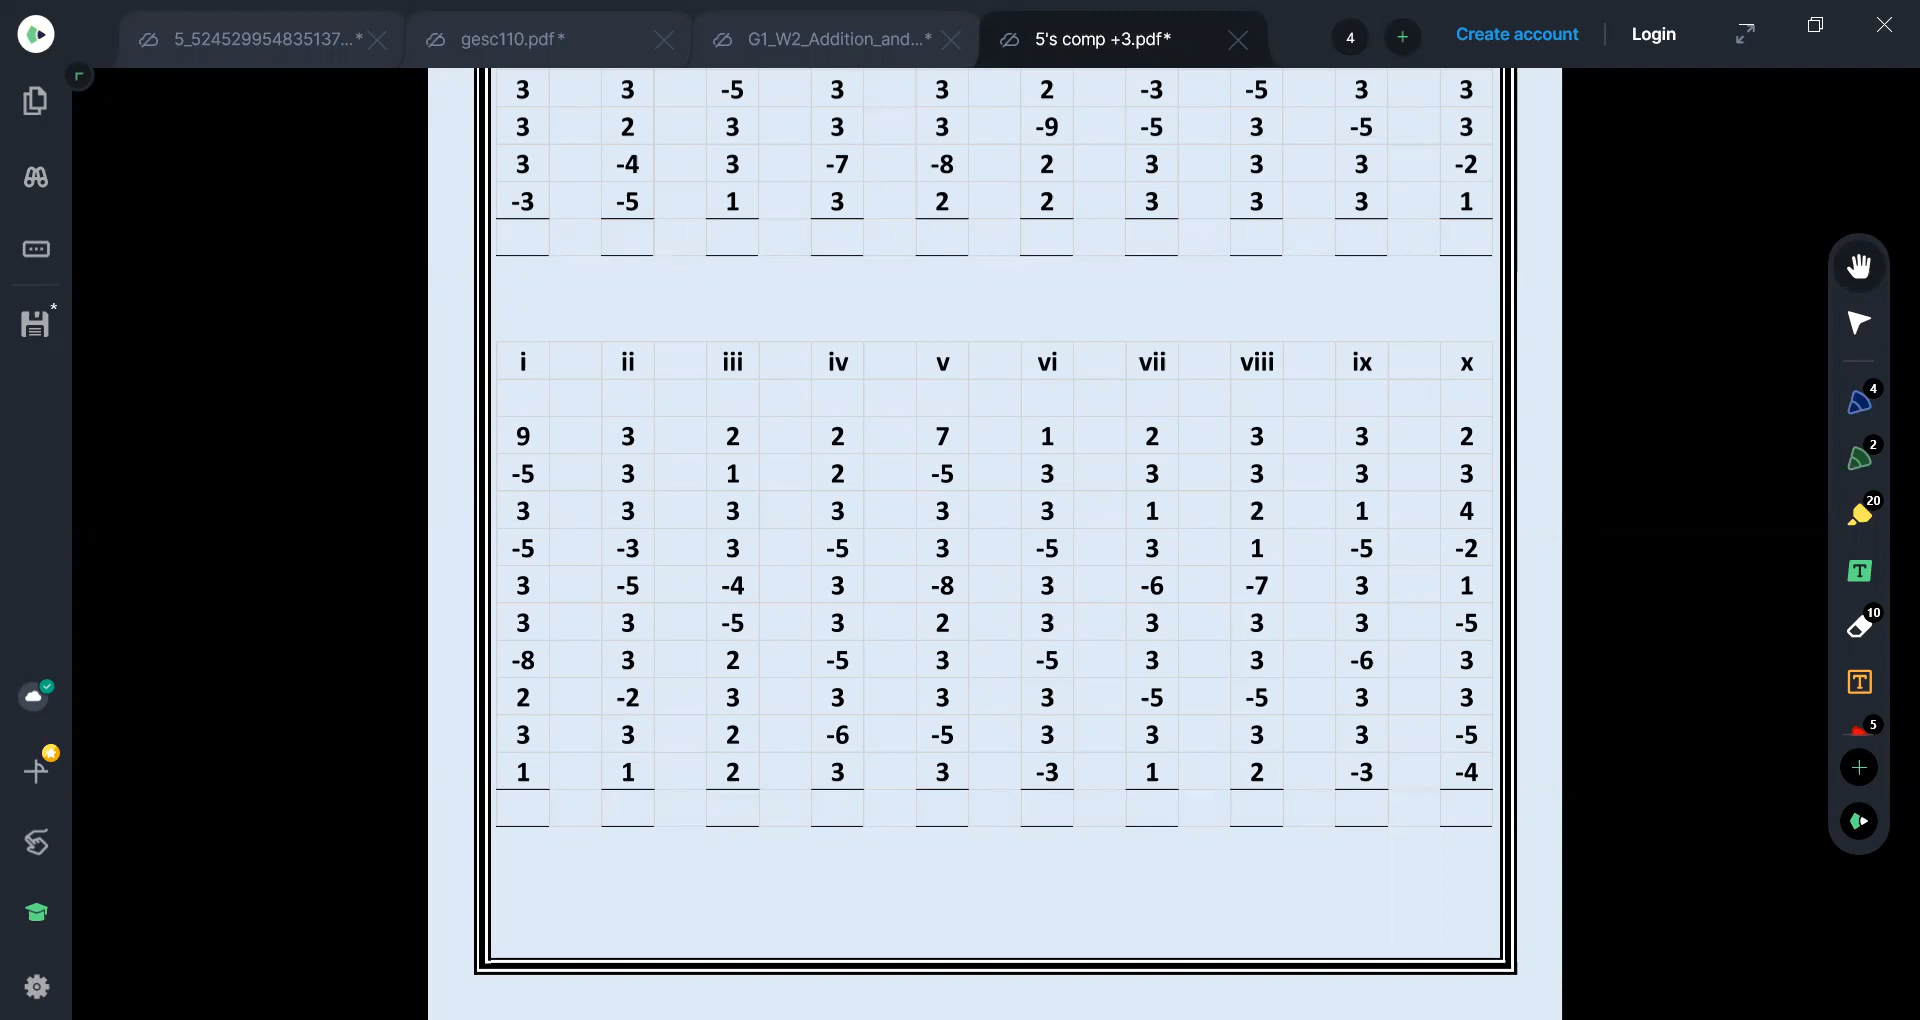 5_524529954835137...* gesc110.pdf* G1_W2_Addition_and...* 5's comp +3.pdf* 4 + Create account Login
3 3 -5 3 3 2 -3 -5 3 3
3 2 3 3 3 -9 -5 3 -5 3
3 -4 3 -7 -8 2 3 3 3 -2
-3 -5 1 3 2 2 3 3 3 1
i ii iii iv v vi vii viii ix x
9 3 2 2 7 1 2 3 3 2
-5 3 1 2 -5 3 3 3 3 3
3 3 3 3 3 3 1 2 1 4
-5 -3 3 -5 3 -5 3 1 -5 -2
3 -5 -4 3 -8 3 -6 -7 3 1
3 3 -5 3 2 3 3 3 3 -5
-8 3 2 -5 3 -5 3 3 -6 3
2 -2 3 3 3 3 -5 -5 3 3
3 3 2 -6 -5 3 3 3 3 -5
1 1 2 3 3 -3 1 2 -3 -4
4
2
20
T
10
T
5